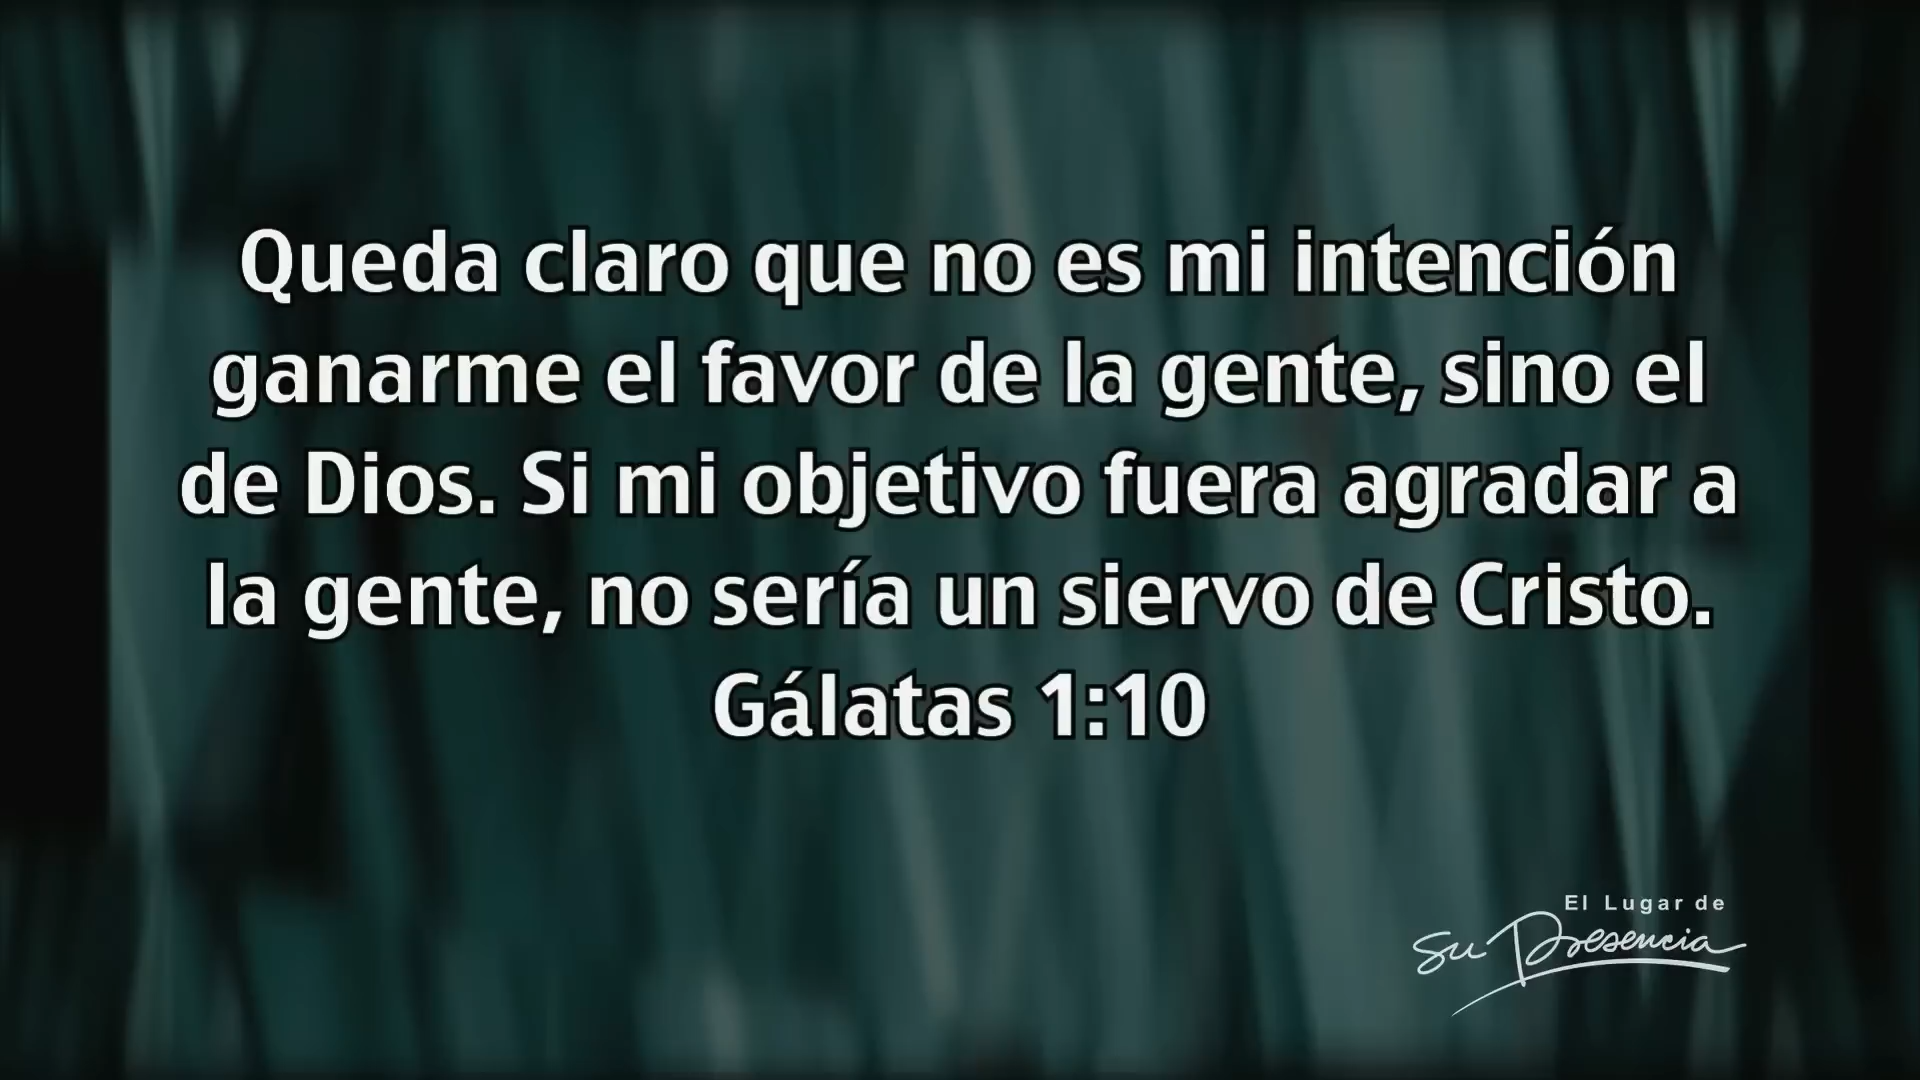 Queda claro que no es mi intención
ganarme el favor de la gente, sino el
de Dios. Si mi objetivo fuera agradar a
la gente, no sería un siervo de Cristo.
Gálatas 1:10
El Lugar de
Su Presencia